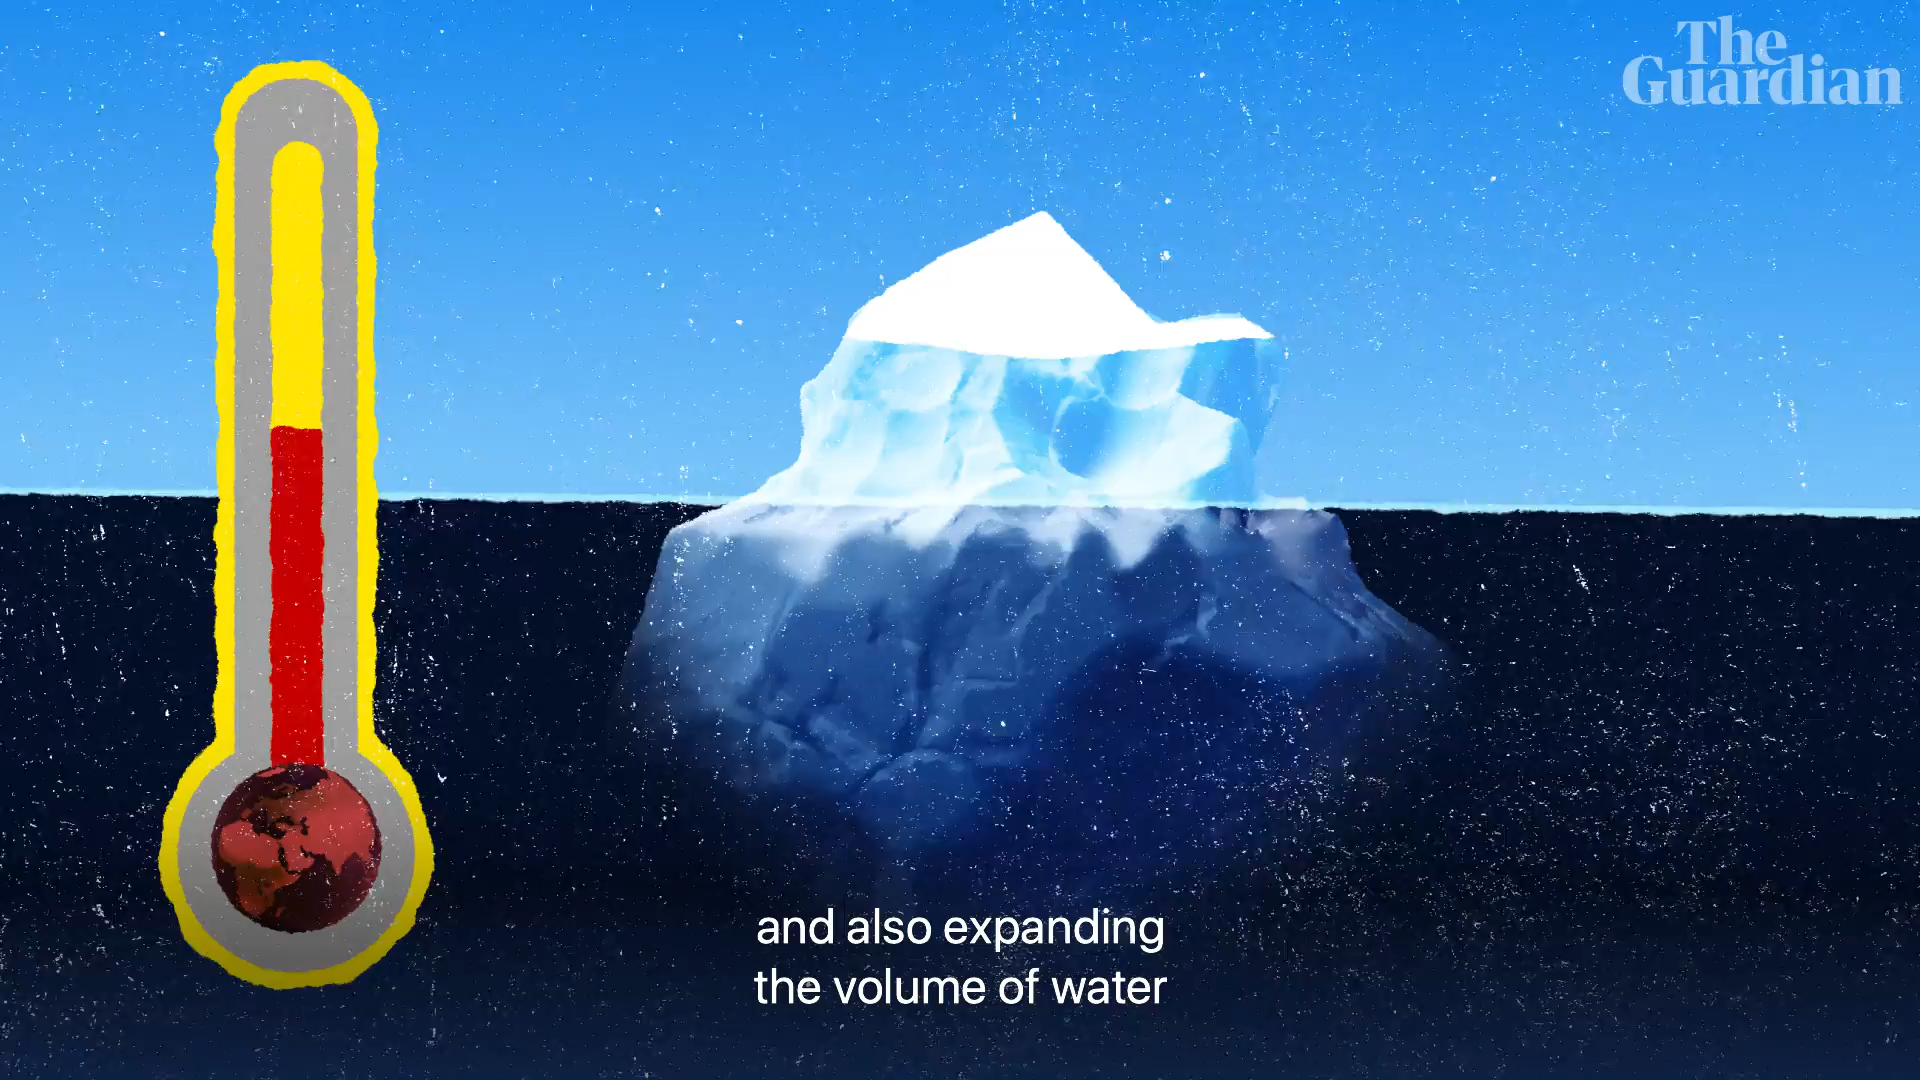 The
Guardian
and also expanding
the volume of water